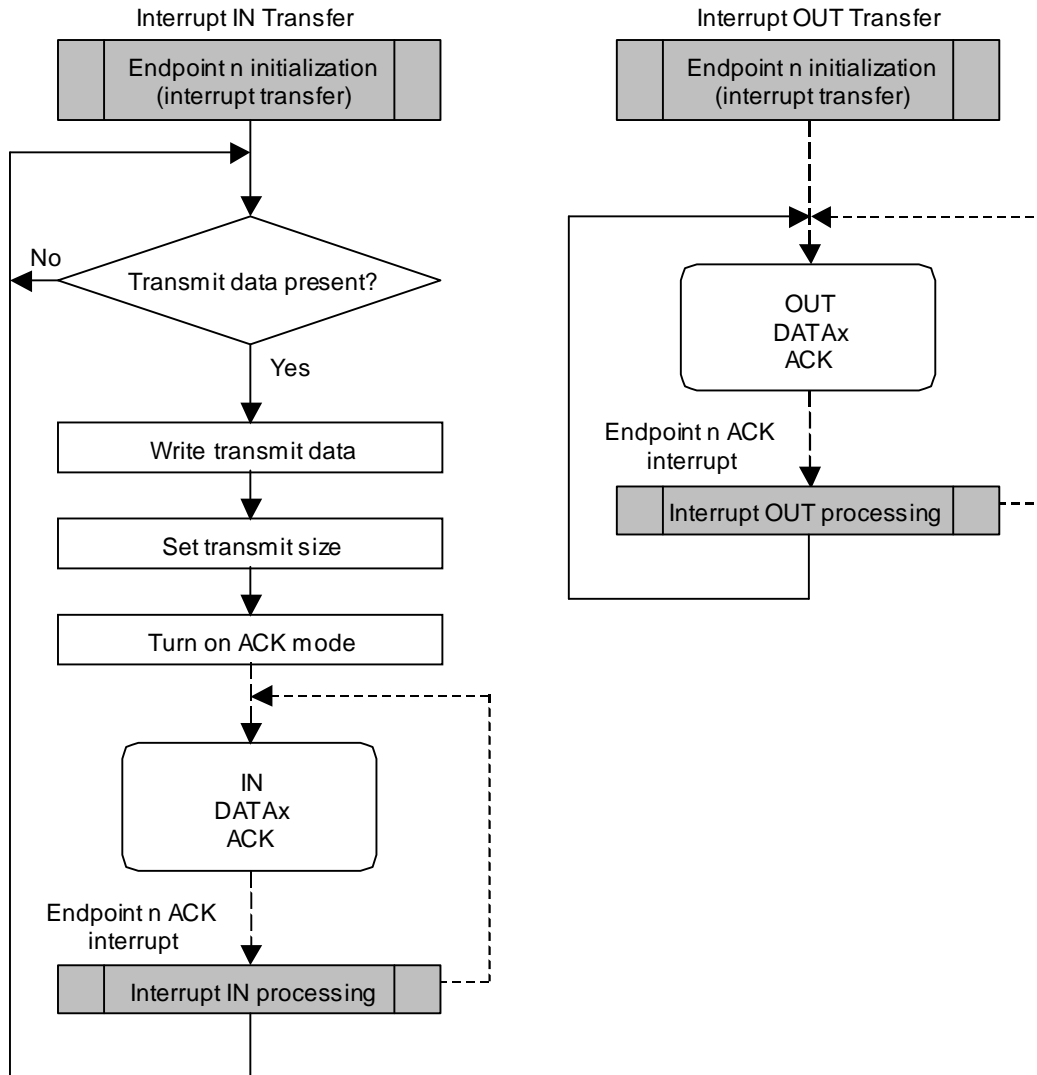 Interrupt IN Transfer
Endpoint n initialization
(interrupt transfer)
No
Transmit data present?
Yes
Write transmit data
Set transmit size
Turn on ACK mode
IN
DATAx
ACK
Endpoint n ACK
interrupt
Interrupt IN processing
Interrupt OUT Transfer
Endpoint n initialization
(interrupt transfer)
OUT
DATAx
ACK
Endpoint n ACK
interrupt
Interrupt OUT processing